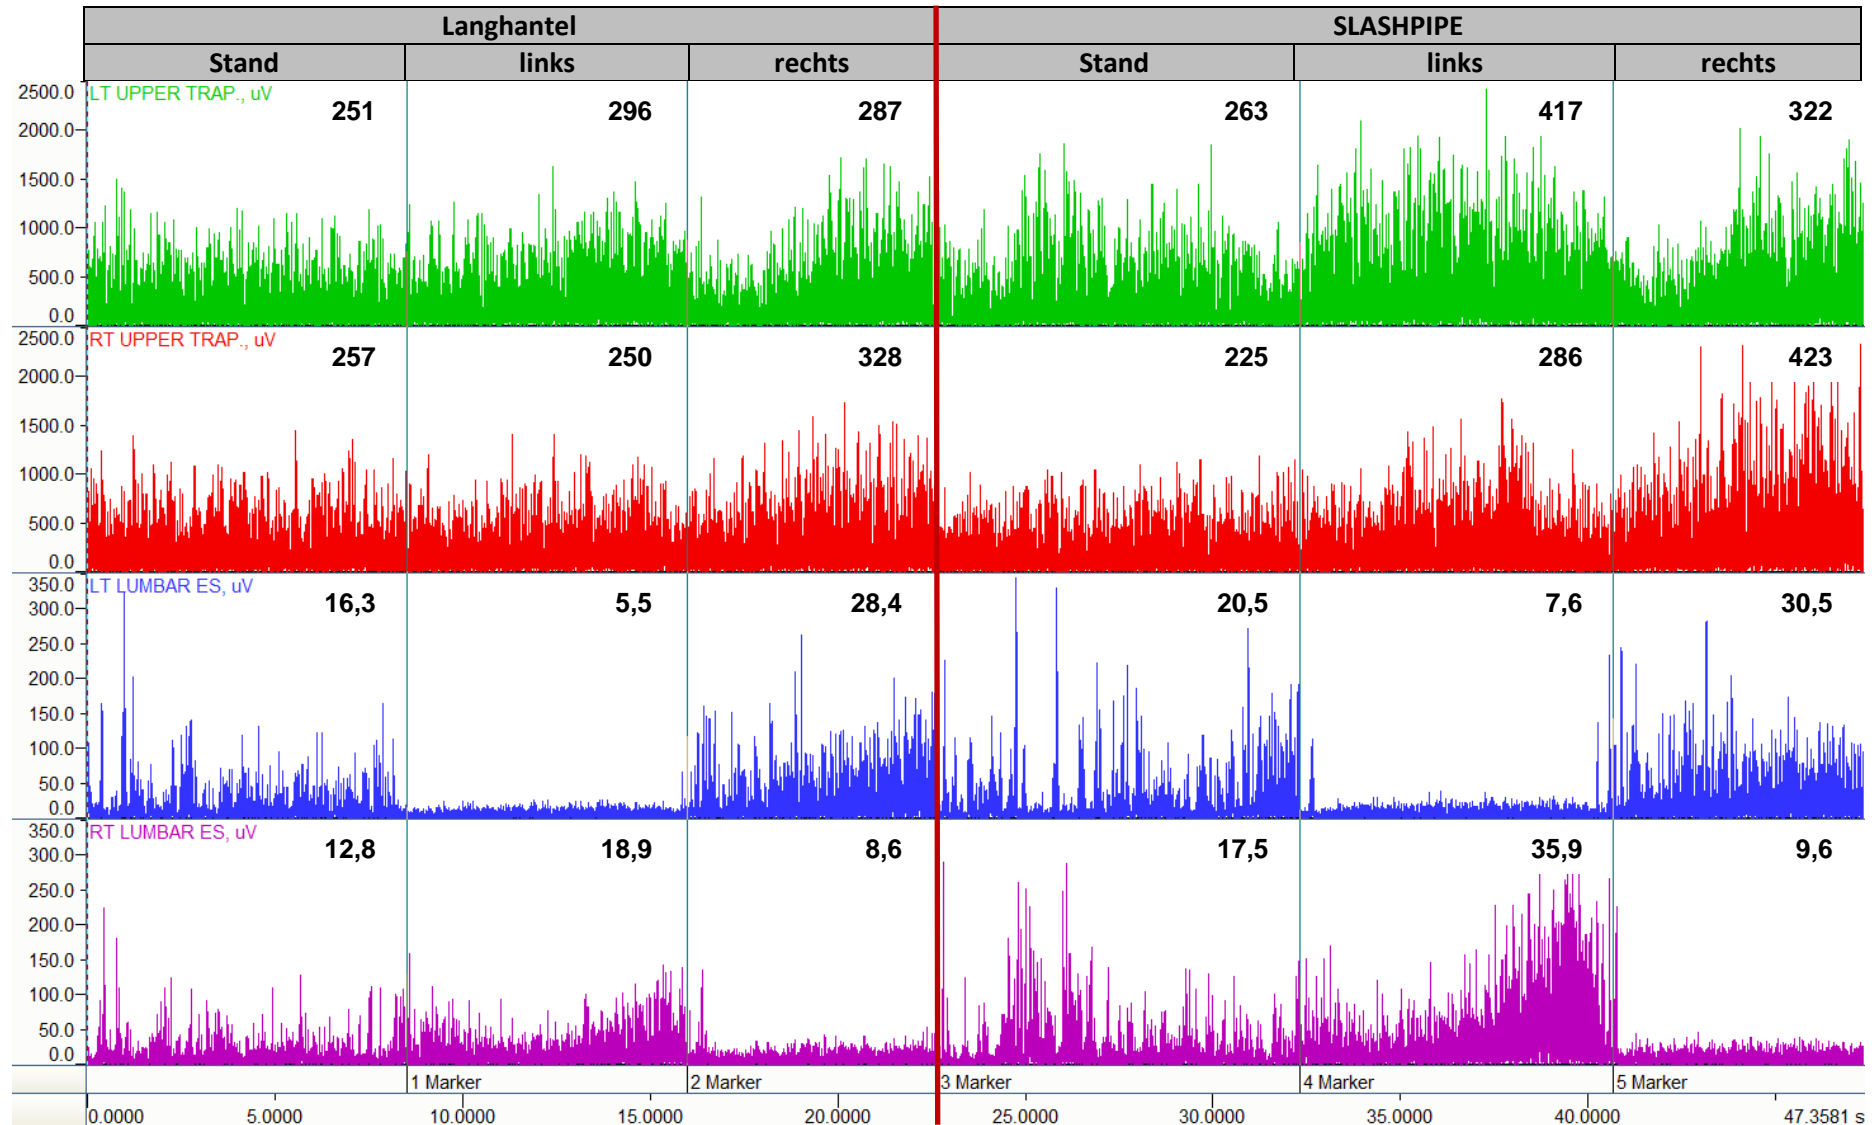 Langhantel SLASHPIPE
Stand links rechts Stand links rechts
LT UPPER TRAP., uV
2500.0
2000.0
1500.0
1000.0
500.0
0.0
251 296 287 263 417 322
RT UPPER TRAP., uV
2500.0
2000.0
1500.0
1000.0
500.0
0.0
257 250 328 225 286 423
LT LUMBAR ES, uV
350.0
300.0
250.0
200.0
150.0
100.0
50.0
0.0
16,3 5,5 28,4 20,5 7,6 30,5
RT LUMBAR ES, uV
350.0
300.0
250.0
200.0
150.0
100.0
50.0
0.0
12,8 18,9 8,6 17,5 35,9 9,6
1 Marker 2 Marker 3 Marker 4 Marker 5 Marker
0.0000 5.0000 10.0000 15.0000 20.0000 25.0000 30.0000 35.0000 40.0000 47.3581 s